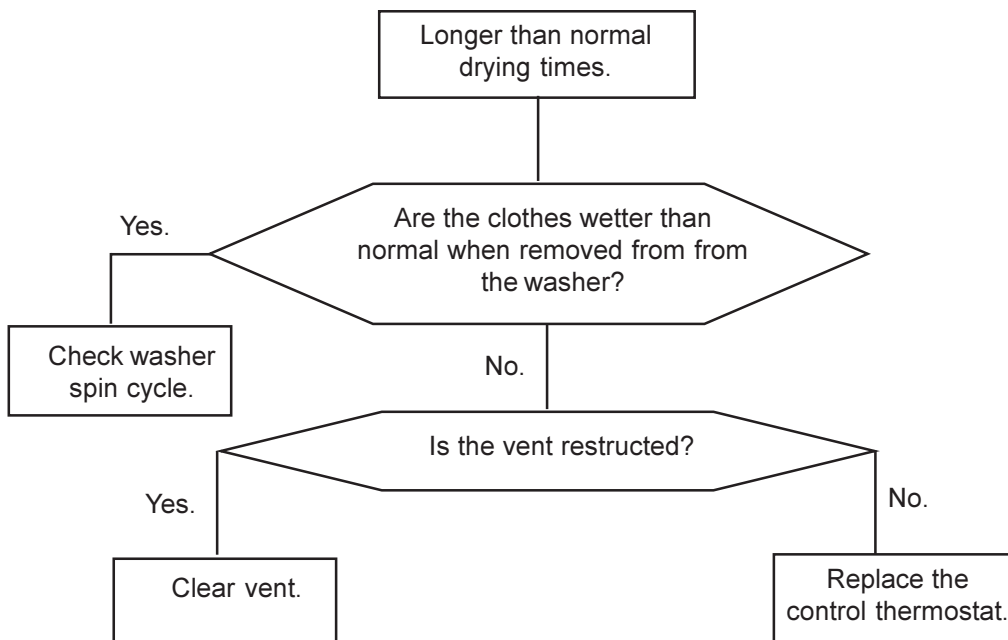 Longer than normal
drying times.
Are the clothes wetter than
normal when removed from from
the washer?
Yes.
Check washer
spin cycle.
No.
Is the vent restructed?
Yes.
No.
Clear vent.
Replace the
control thermostat.